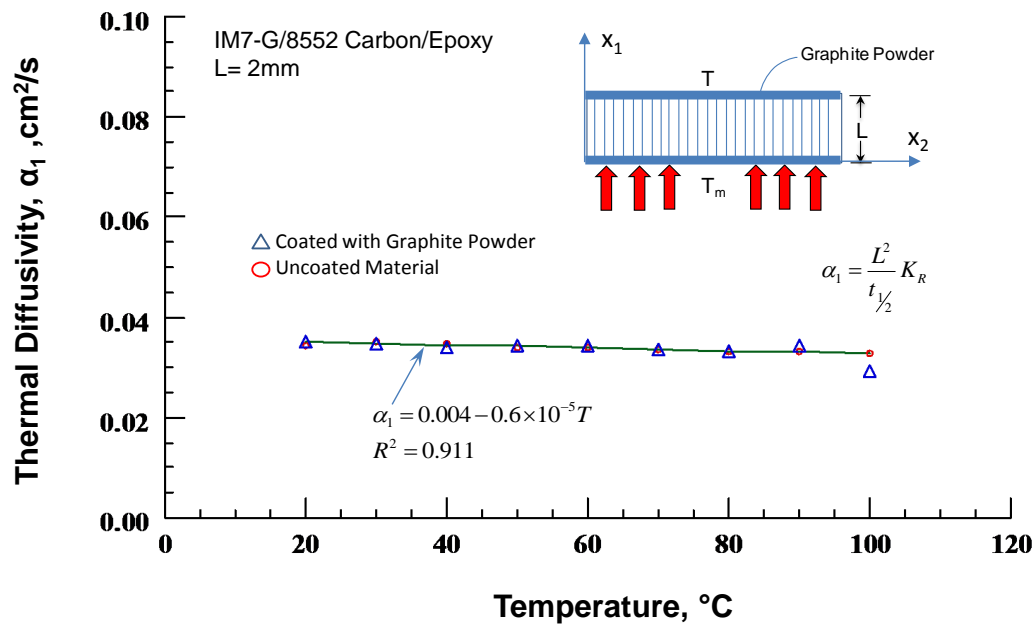 IM7-G/8552 Carbon/Epoxy
L= 2mm
x1
T
Graphite Powder
L
x2
Tm
Coated with Graphite Powder
Uncoated Material
α1 = L² / t1/2 KR
α1 = 0.004 − 0.6×10⁻⁵T
R² = 0.911
Thermal Diffusivity, α1 ,cm²/s
0.10
0.08
0.06
0.04
0.02
0.00
0 20 40 60 80 100 120
Temperature, °C